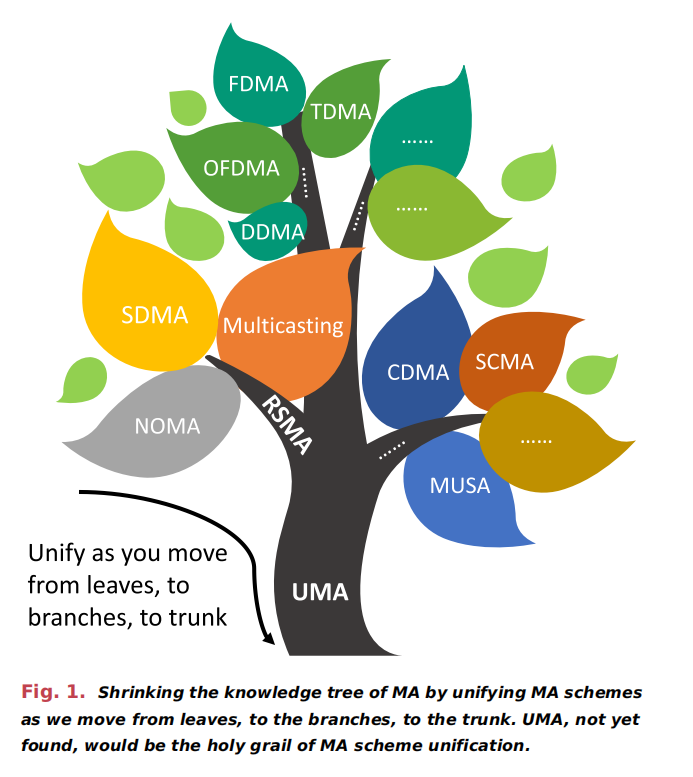 FDMA
TDMA
......
OFDMA
......
DDMA
SDMA
Multicasting
CDMA
SCMA
NOMA
RSMA
......
MUSA
UMA
Unify as you move
from leaves, to
branches, to trunk
Fig. 1. Shrinking the knowledge tree of MA by unifying MA schemes
as we move from leaves, to the branches, to the trunk. UMA, not yet
found, would be the holy grail of MA scheme unification.